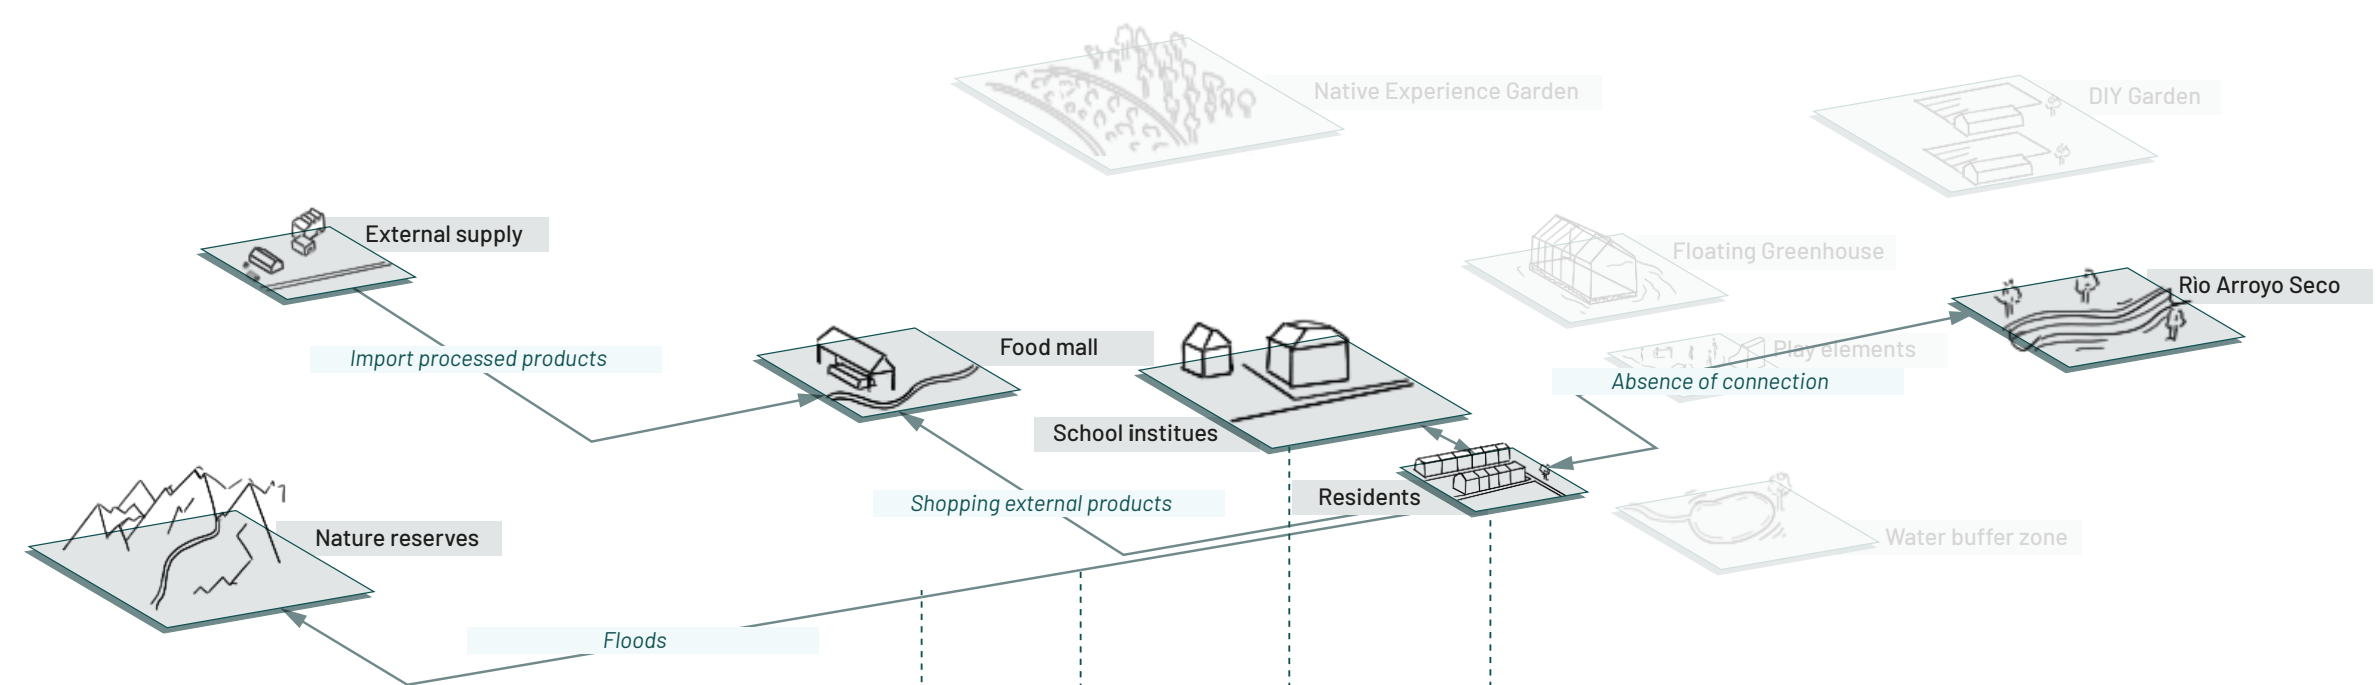 Native Experience Garden
DIY Garden
External supply
Floating Greenhouse
Rìo Arroyo Seco
Import processed products
Food mall
Play elements
Absence of connection
School institues
Residents
Shopping external products
Nature reserves
Water buffer zone
Floods